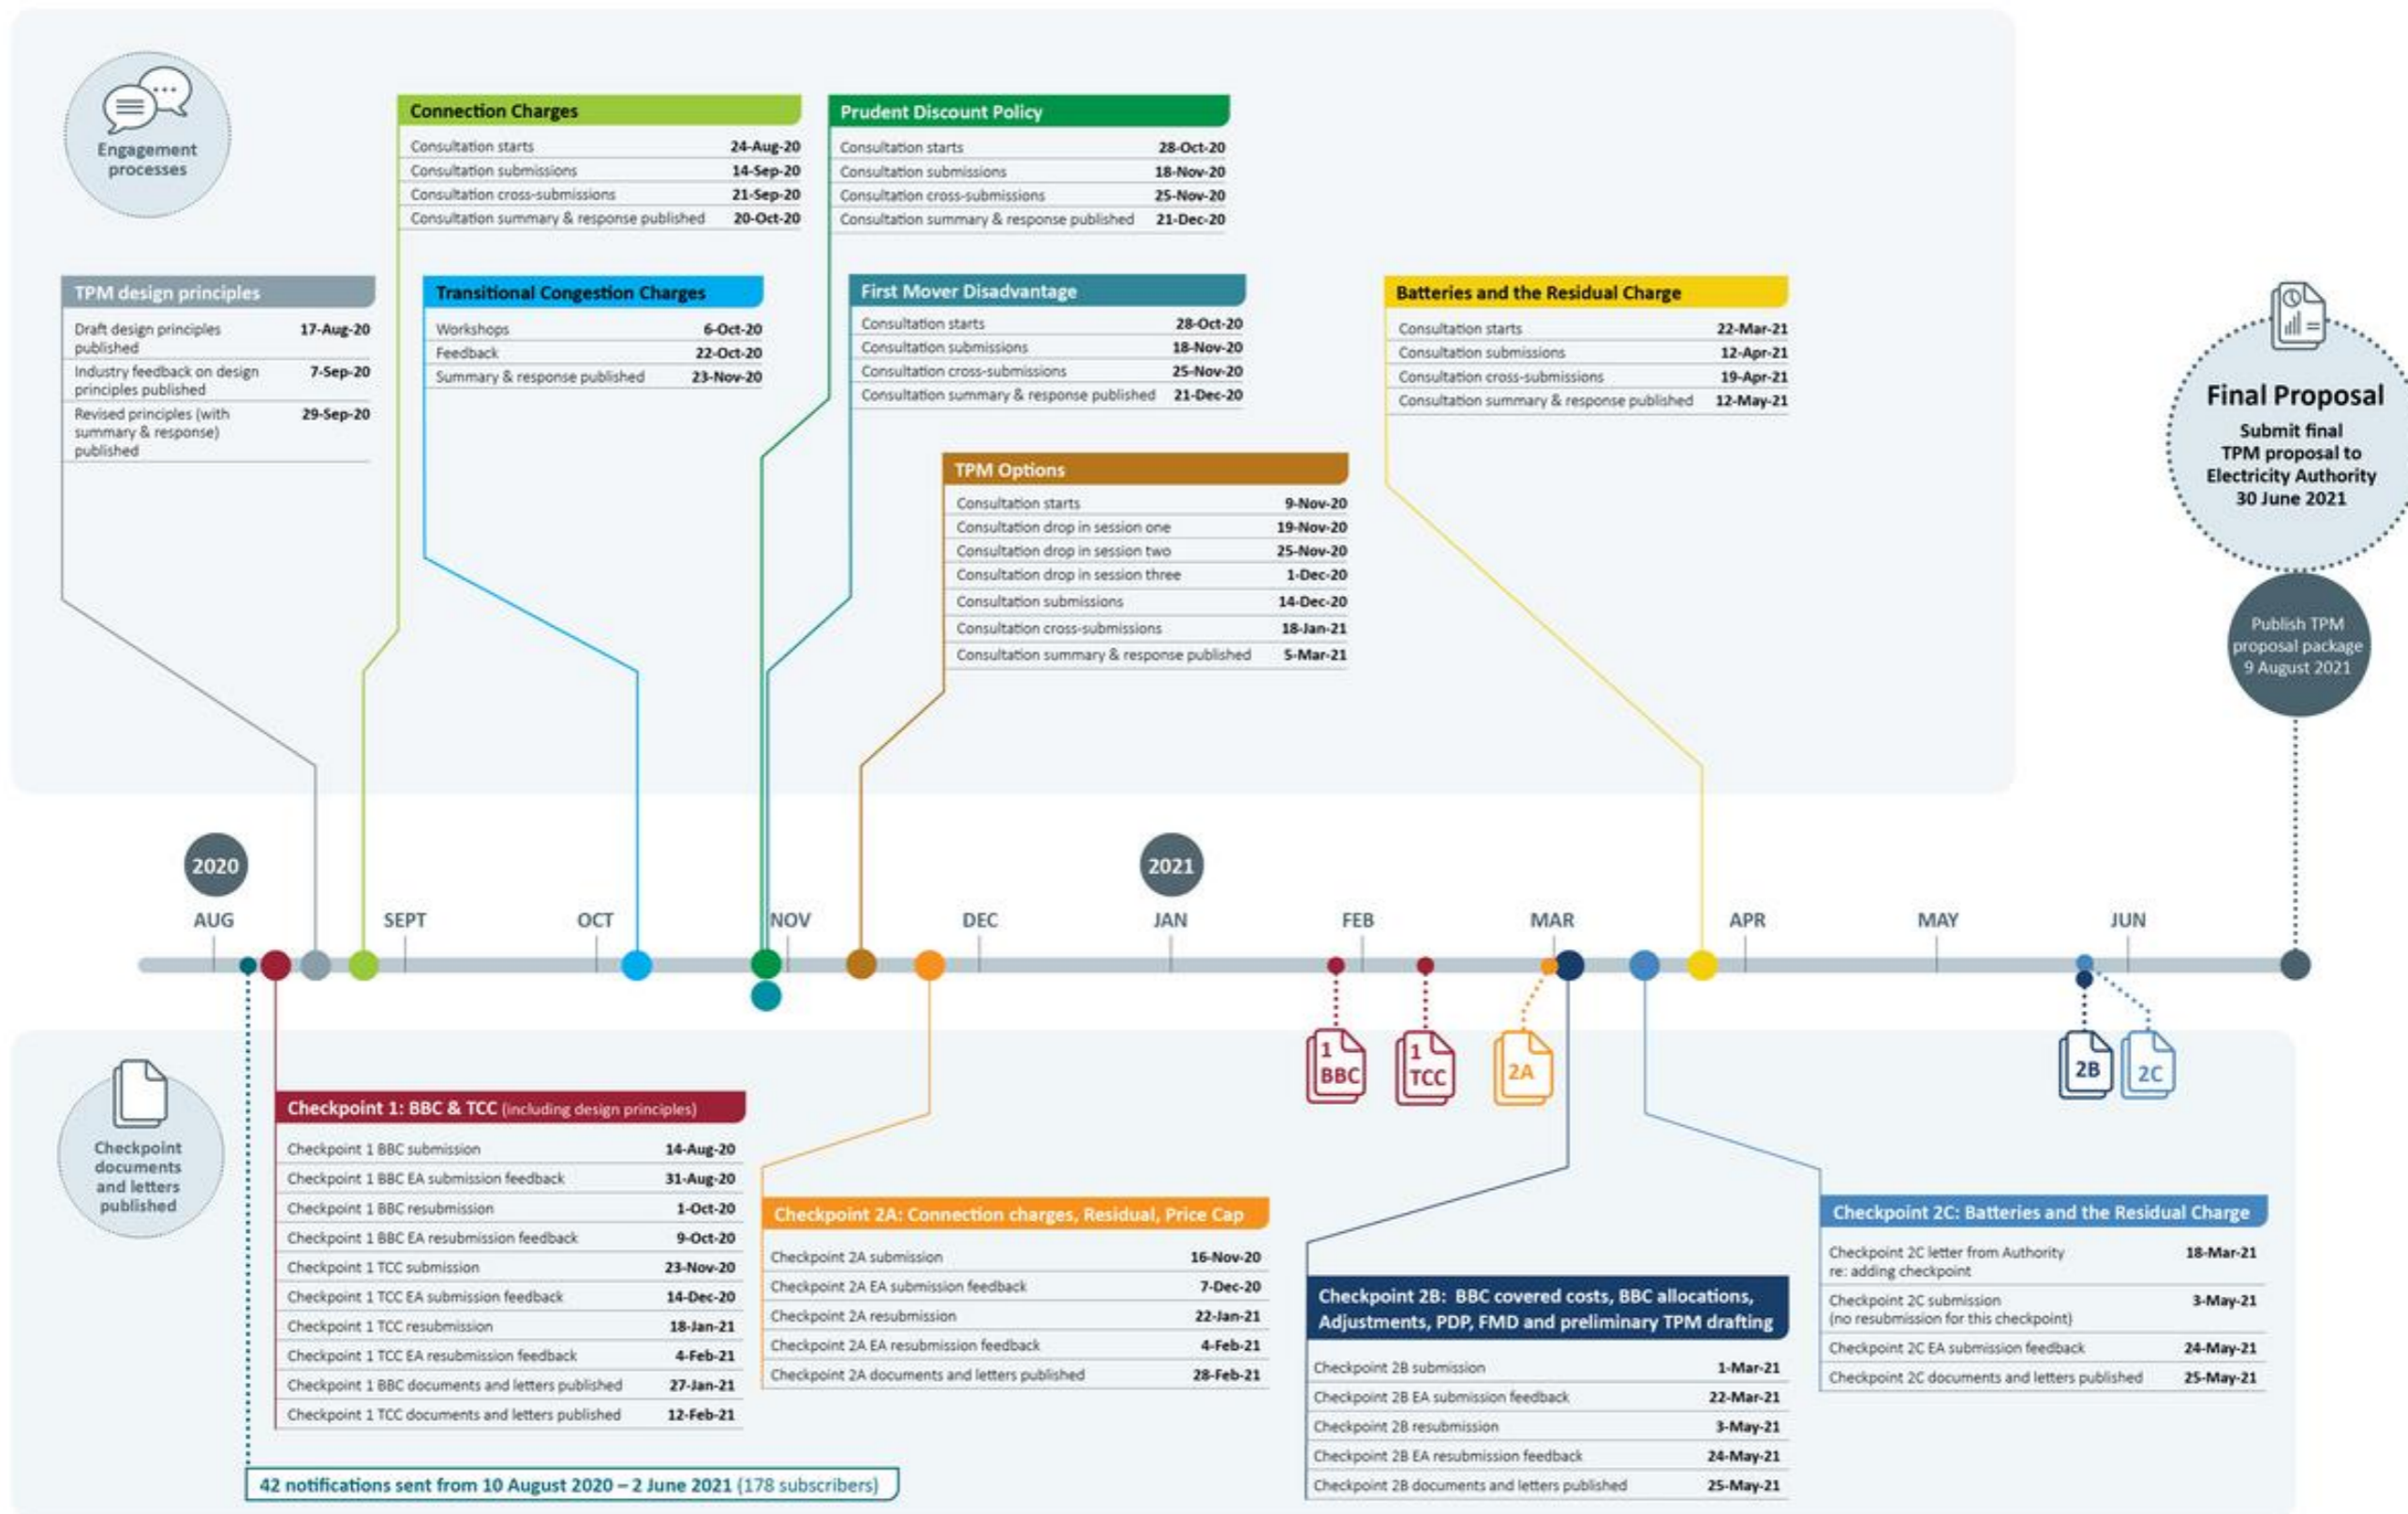 Engagement
processes
Connection Charges
Consultation starts 24-Aug-20
Consultation submissions 14-Sep-20
Consultation cross-submissions 21-Sep-20
Consultation summary & response published 20-Oct-20
Prudent Discount Policy
Consultation starts 28-Oct-20
Consultation submissions 18-Nov-20
Consultation cross-submissions 25-Nov-20
Consultation summary & response published 21-Dec-20
TPM design principles
Draft design principles 17-Aug-20
published
Industry feedback on design 7-Sep-20
principles published
Revised principles (with 29-Sep-20
summary & response)
published
Transitional Congestion Charges
Workshops 6-Oct-20
Feedback 22-Oct-20
Summary & response published 23-Nov-20
First Mover Disadvantage
Consultation starts 28-Oct-20
Consultation submissions 18-Nov-20
Consultation cross-submissions 25-Nov-20
Consultation summary & response published 21-Dec-20
Batteries and the Residual Charge
Consultation starts 22-Mar-21
Consultation submissions 12-Apr-21
Consultation cross-submissions 19-Apr-21
Consultation summary & response published 12-May-21
TPM Options
Consultation starts 9-Nov-20
Consultation drop in session one 19-Nov-20
Consultation drop in session two 25-Nov-20
Consultation drop in session three 1-Dec-20
Consultation submissions 14-Dec-20
Consultation cross-submissions 18-Jan-21
Consultation summary & response published 5-Mar-21
Final Proposal
Submit final
TPM proposal to
Electricity Authority
30 June 2021
Publish TPM
proposal package
9 August 2021
2020 2021
AUG SEPT OCT NOV DEC JAN FEB MAR APR MAY JUN
1
BBC
1
TCC
2A
2B
2C
Checkpoint
documents
and letters
published
Checkpoint 1: BBC & TCC (including design principles)
Checkpoint 1 BBC submission 14-Aug-20
Checkpoint 1 BBC EA submission feedback 31-Aug-20
Checkpoint 1 BBC resubmission 1-Oct-20
Checkpoint 1 BBC EA resubmission feedback 9-Oct-20
Checkpoint 1 TCC submission 23-Nov-20
Checkpoint 1 TCC EA submission feedback 14-Dec-20
Checkpoint 1 TCC resubmission 18-Jan-21
Checkpoint 1 TCC EA resubmission feedback 4-Feb-21
Checkpoint 1 BBC documents and letters published 27-Jan-21
Checkpoint 1 TCC documents and letters published 12-Feb-21
Checkpoint 2A: Connection charges, Residual, Price Cap
Checkpoint 2A submission 16-Nov-20
Checkpoint 2A EA submission feedback 7-Dec-20
Checkpoint 2A resubmission 22-Jan-21
Checkpoint 2A EA resubmission feedback 4-Feb-21
Checkpoint 2A documents and letters published 28-Feb-21
Checkpoint 2B: BBC covered costs, BBC allocations,
Adjustments, PDP, FMD and preliminary TPM drafting
Checkpoint 2B submission 1-Mar-21
Checkpoint 2B EA submission feedback 22-Mar-21
Checkpoint 2B resubmission 3-May-21
Checkpoint 2B EA resubmission feedback 24-May-21
Checkpoint 2B documents and letters published 25-May-21
Checkpoint 2C: Batteries and the Residual Charge
Checkpoint 2C letter from Authority 18-Mar-21
re: adding checkpoint
Checkpoint 2C submission 3-May-21
(no resubmission for this checkpoint)
Checkpoint 2C EA submission feedback 24-May-21
Checkpoint 2C documents and letters published 25-May-21
42 notifications sent from 10 August 2020 – 2 June 2021 (178 subscribers)